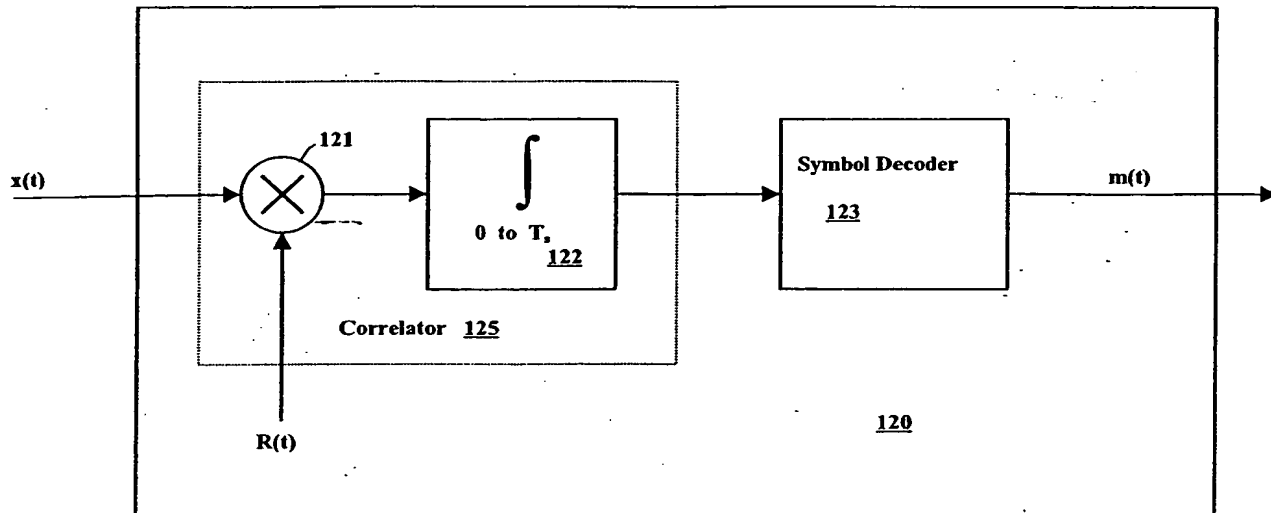 121
x(t)
∫
0 to Ts
122
Symbol Decoder
123
m(t)
Correlator 125
R(t)
120